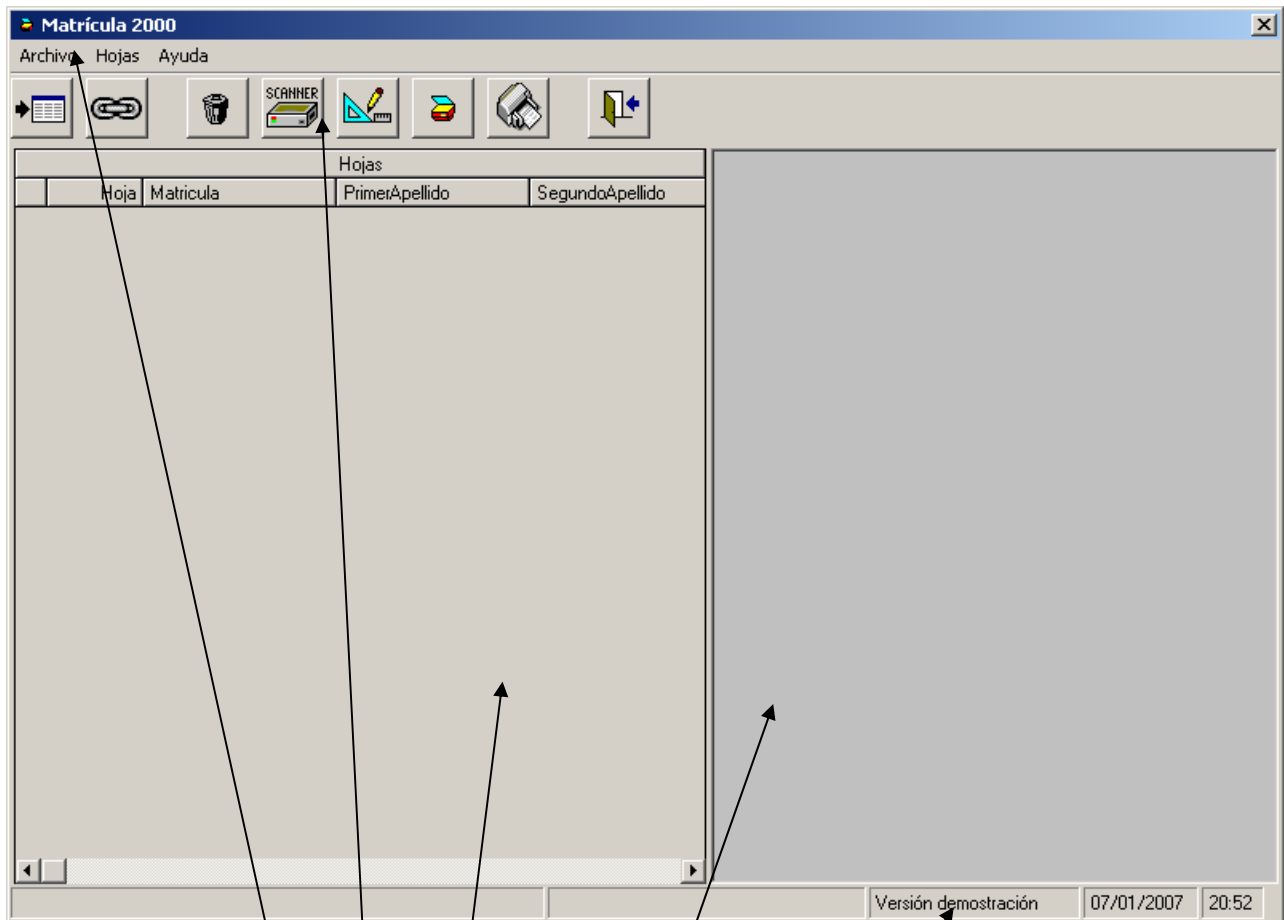 Matrícula 2000
Archivo Hojas Ayuda
SCANNER
Hojas
Hoja Matricula PrimerApellido SegundoApellido
Versión demostración 07/01/2007 20:52